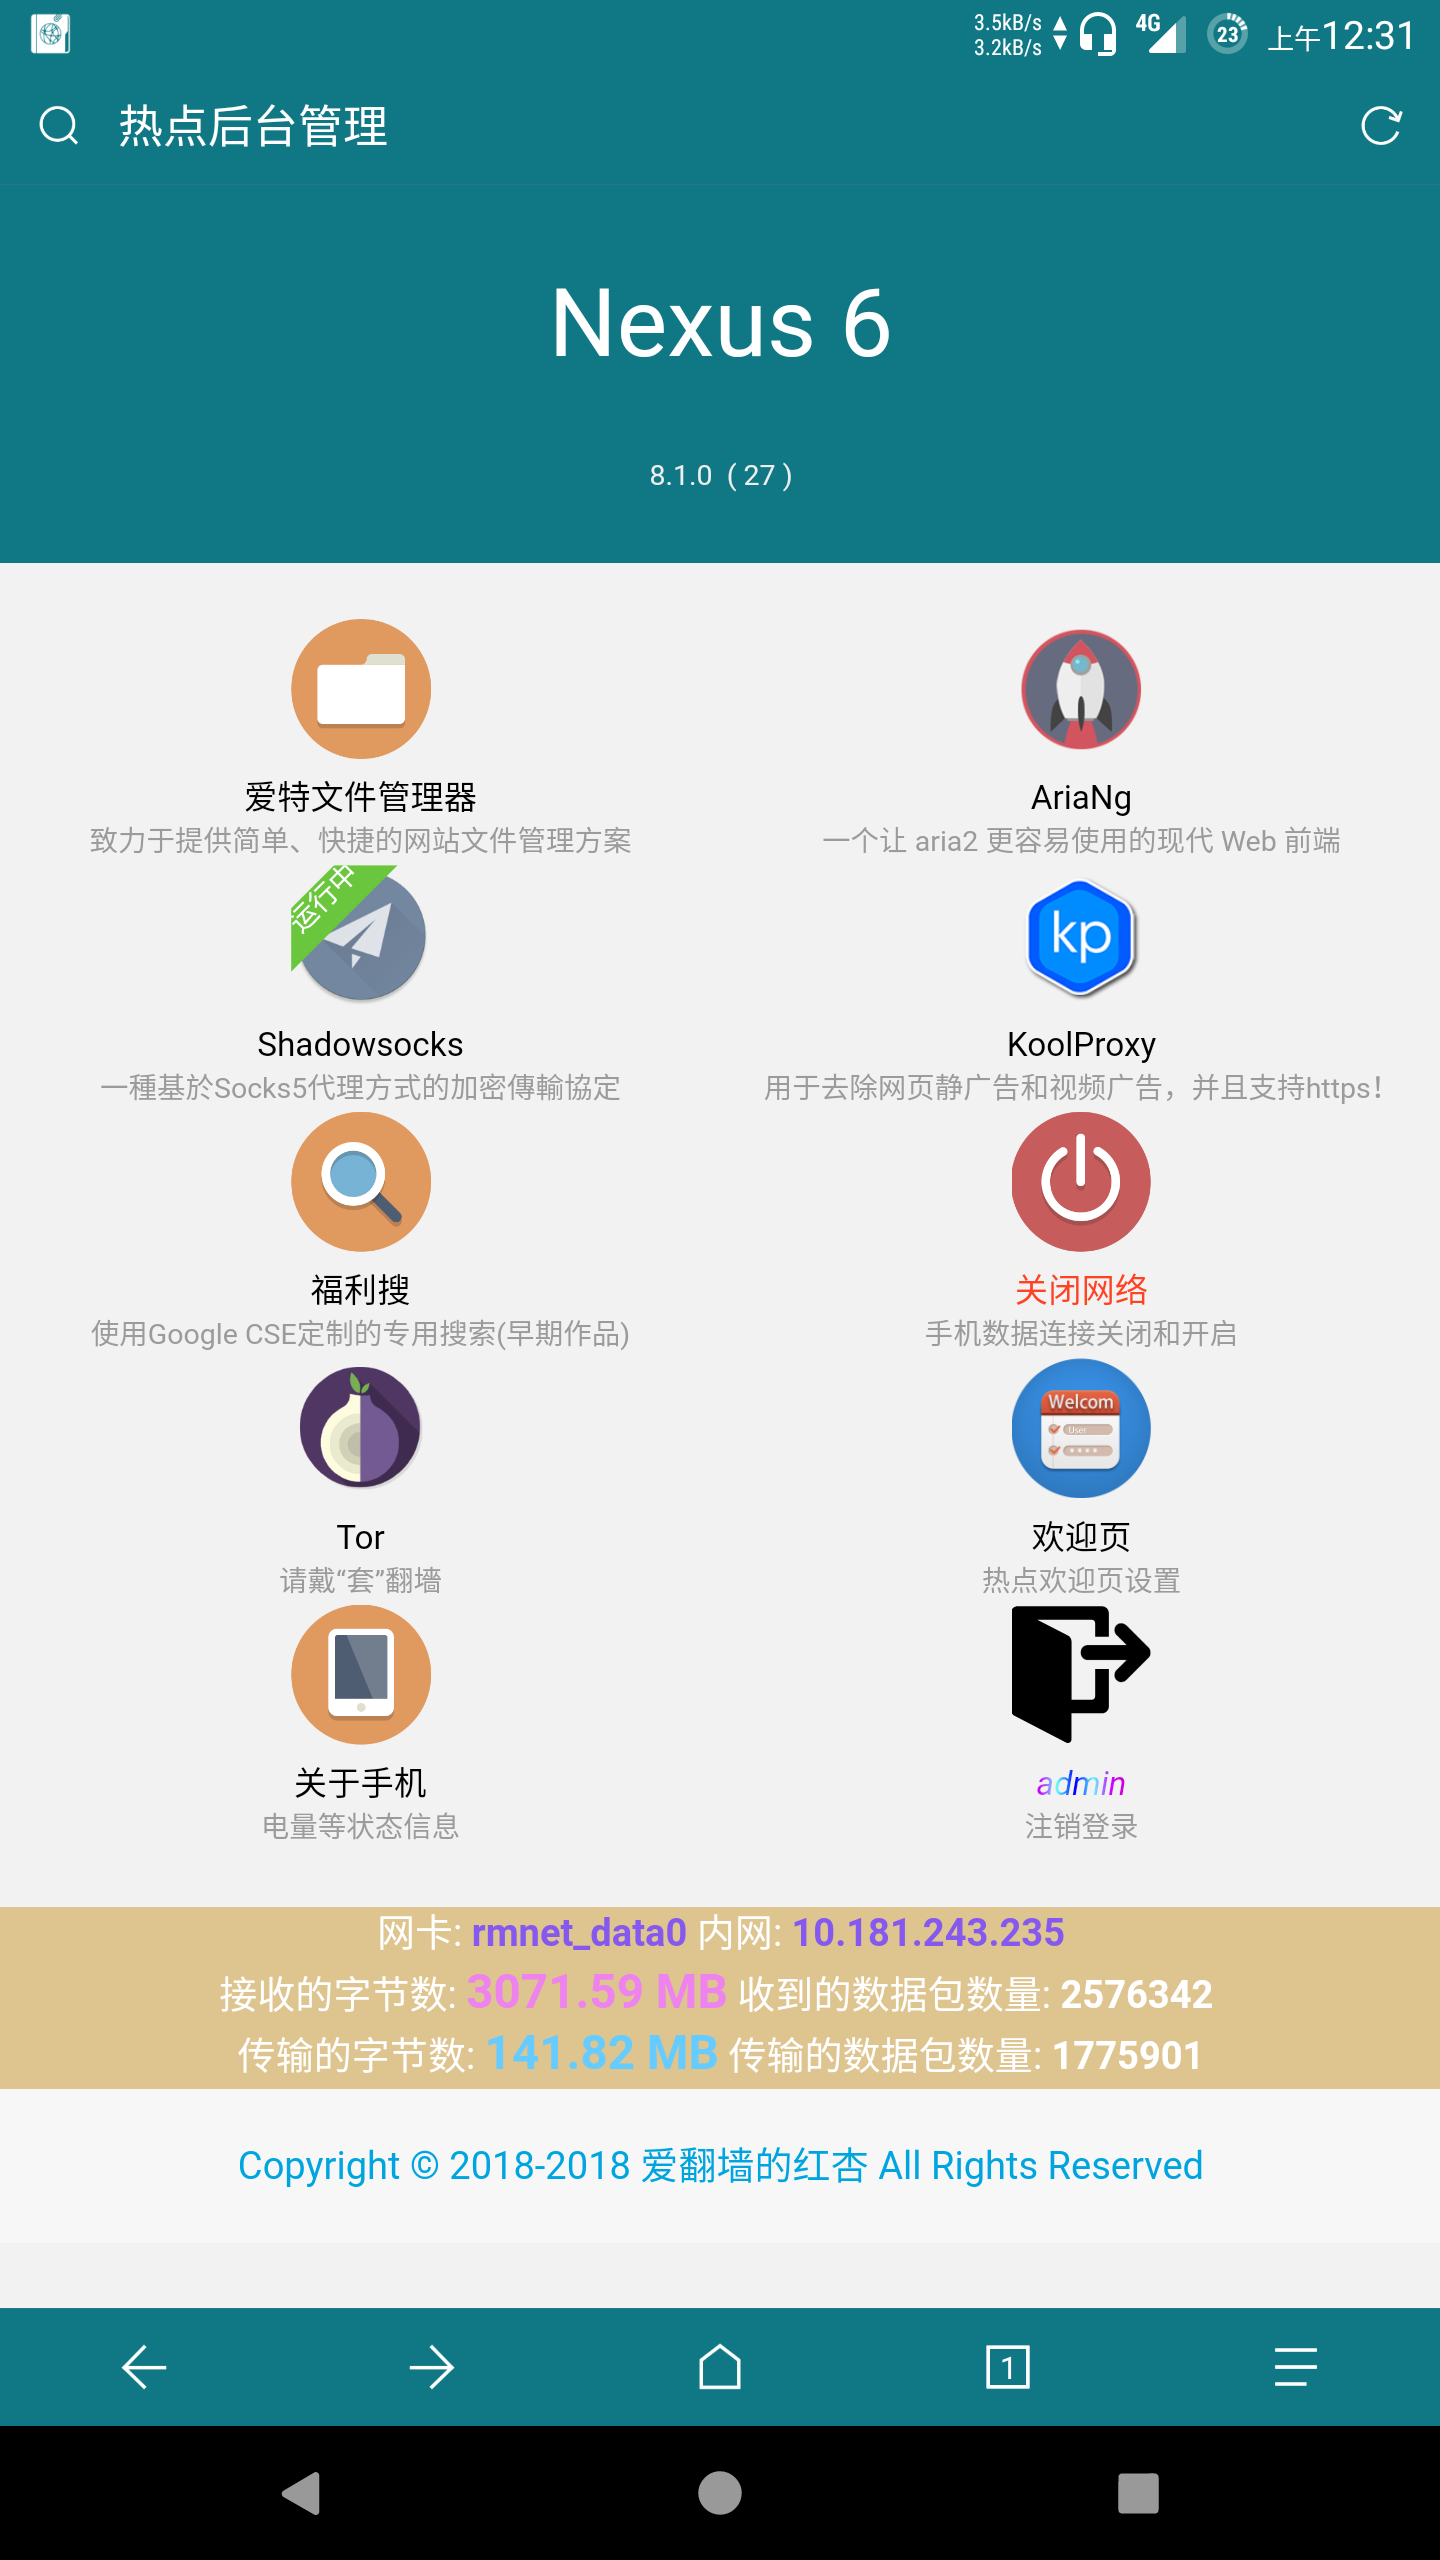 3.5kB/s
3.2kB/s
4G
23
上午12:31
热点后台管理
Nexus 6
8.1.0 ( 27 )
爱特文件管理器
致力于提供简单、快捷的网站文件管理方案
AriaNg
一个让 aria2 更容易使用的现代 Web 前端
运行中
Shadowsocks
一種基於Socks5代理方式的加密傳輸協定
kp
KoolProxy
用于去除网页静广告和视频广告，并且支持https！
福利搜
使用Google CSE定制的专用搜索(早期作品)
关闭网络
手机数据连接关闭和开启
Tor
请戴“套”翻墙
Welcom
User
欢迎页
热点欢迎页设置
关于手机
电量等状态信息
admin
注销登录
网卡: rmnet_data0 内网: 10.181.243.235
接收的字节数: 3071.59 MB 收到的数据包数量: 2576342
传输的字节数: 141.82 MB 传输的数据包数量: 1775901
Copyright © 2018-2018 爱翻墙的红杏 All Rights Reserved
1